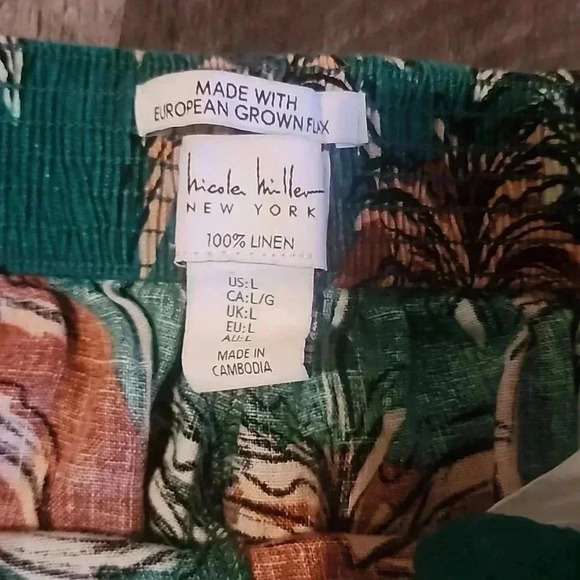 MADE WITH
EUROPEAN GROWN FLAX
nicole miller
NEW YORK
100% LINEN
US: L
CA: L/G
UK: L
EU: L
AU: L
MADE IN
CAMBODIA